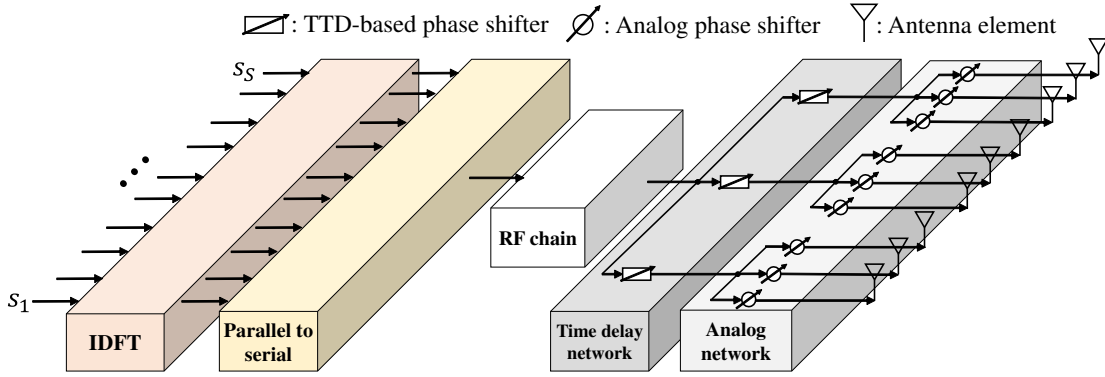 : TTD-based phase shifter : Analog phase shifter : Antenna element
s_S
s_1
RF chain
IDFT
Parallel to
serial
Time delay
network
Analog
network